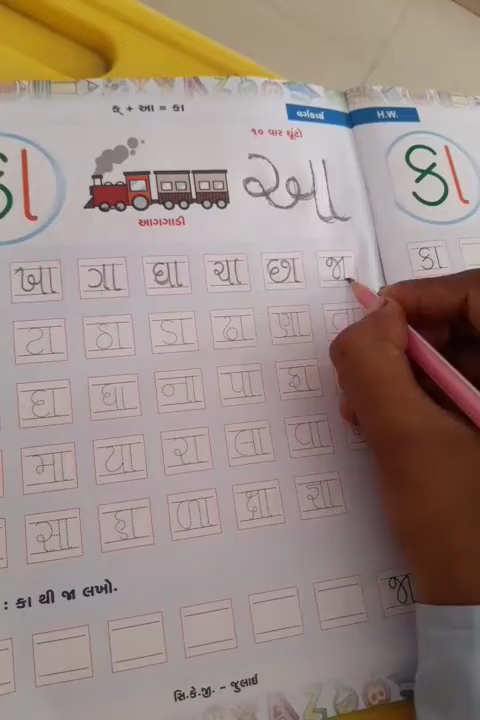 ક્ + આ = કા
વર્ગકાર્ય
H.W.
૧૦ વાર ઘૂંટો
કા
આ
કા
આગગાડી
ખા ગા ઘા ચા છા જા
કા
ટા ઠા ડા ઢા ણા તા
દા ધા ના પા ફા
મા યા રા લા વા
સા હા ળા ક્ષા જ્ઞા
: કા થી જા લખો.
જા
સિ.કે.જી. - જુલાઈ